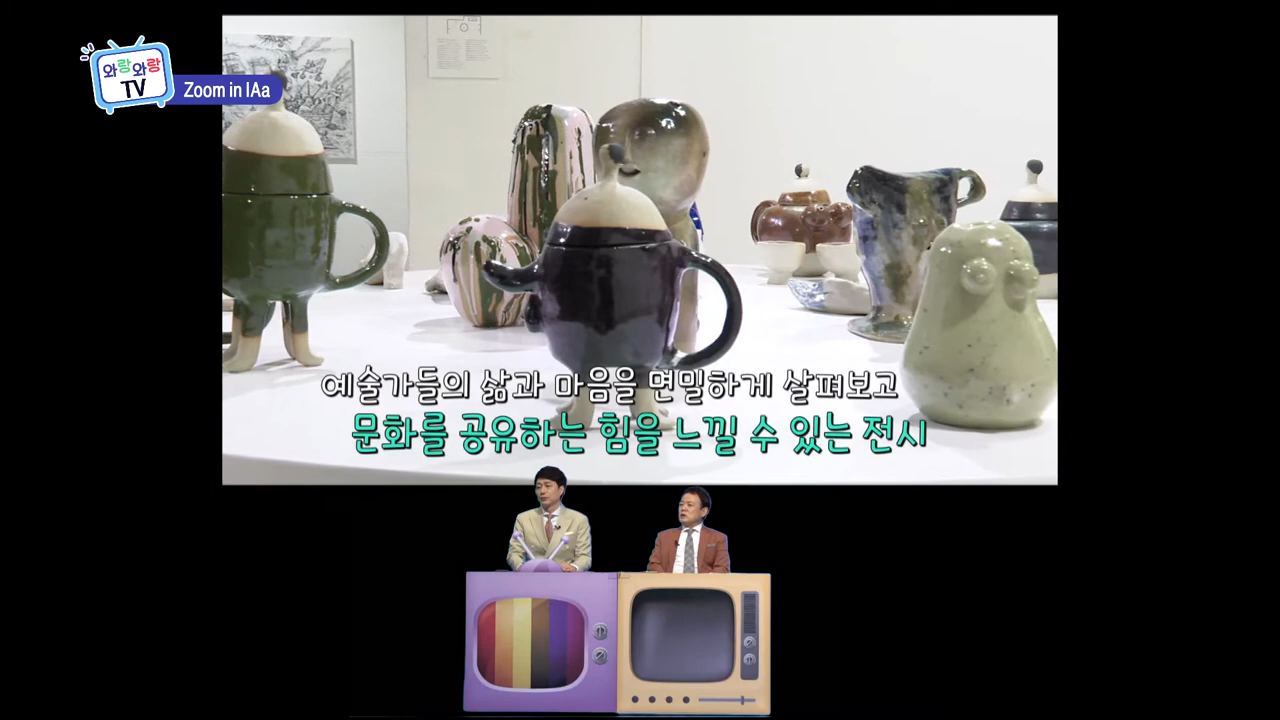 와랑와랑
TV
Zoom in IAa
예술가들의 삶과 마음을 면밀하게 살펴보고
문화를 공유하는 힘을 느낄 수 있는 전시